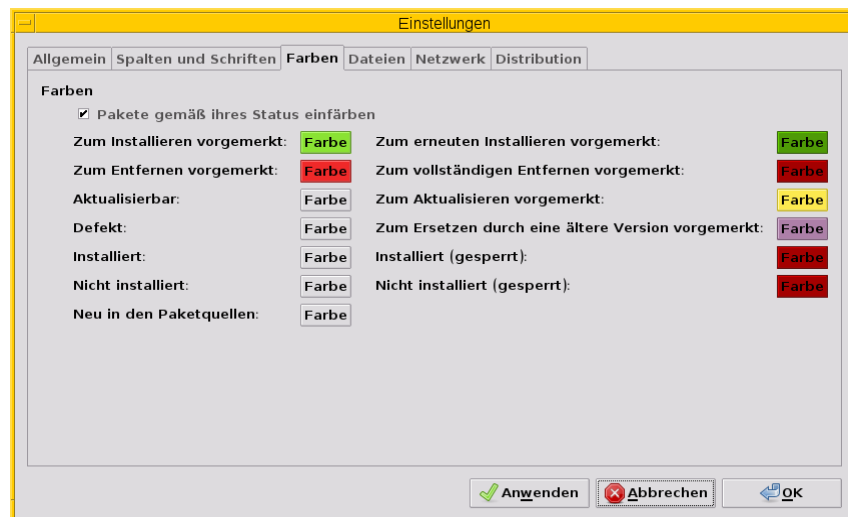 Einstellungen
Allgemein Spalten und Schriften Farben Dateien Netzwerk Distribution
Farben
Pakete gemäß ihres Status einfärben
Zum Installieren vorgemerkt: Farbe Zum erneuten Installieren vorgemerkt: Farbe
Zum Entfernen vorgemerkt: Farbe Zum vollständigen Entfernen vorgemerkt: Farbe
Aktualisierbar: Farbe Zum Aktualisieren vorgemerkt: Farbe
Defekt: Farbe Zum Ersetzen durch eine ältere Version vorgemerkt: Farbe
Installiert: Farbe Installiert (gesperrt): Farbe
Nicht installiert: Farbe Nicht installiert (gesperrt): Farbe
Neu in den Paketquellen: Farbe
Anwenden Abbrechen OK